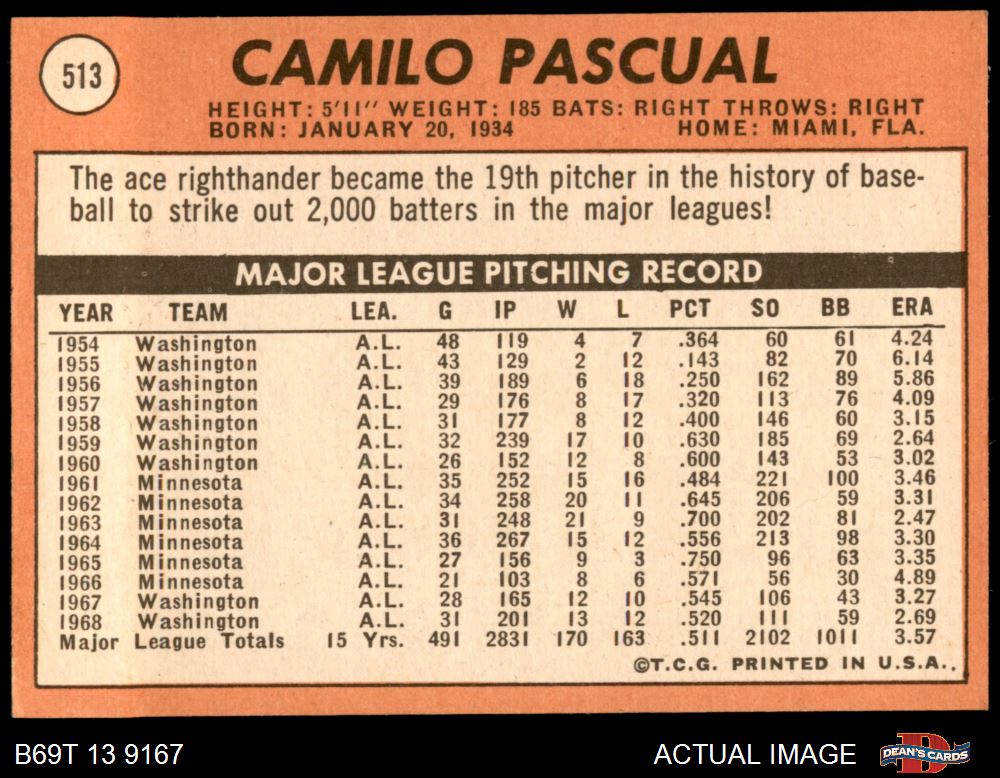 513
CAMILO PASCUAL
HEIGHT: 5'11" WEIGHT: 185 BATS: RIGHT THROWS: RIGHT
BORN: JANUARY 20, 1934 HOME: MIAMI, FLA.
The ace righthander became the 19th pitcher in the history of base-
ball to strike out 2,000 batters in the major leagues!
MAJOR LEAGUE PITCHING RECORD
YEAR TEAM LEA. G IP W L PCT SO BB ERA
1954 Washington A.L. 48 119 4 7 .364 60 61 4.24
1955 Washington A.L. 43 129 2 12 .143 82 70 6.14
1956 Washington A.L. 39 189 6 18 .250 162 89 5.86
1957 Washington A.L. 29 176 8 17 .320 113 76 4.09
1958 Washington A.L. 31 177 8 12 .400 146 60 3.15
1959 Washington A.L. 32 239 17 10 .630 185 69 2.64
1960 Washington A.L. 26 152 12 8 .600 143 53 3.02
1961 Minnesota A.L. 35 252 15 16 .484 221 100 3.46
1962 Minnesota A.L. 34 258 20 11 .645 206 59 3.31
1963 Minnesota A.L. 31 248 21 9 .700 202 81 2.47
1964 Minnesota A.L. 36 267 15 12 .556 213 98 3.30
1965 Minnesota A.L. 27 156 9 3 .750 96 63 3.35
1966 Minnesota A.L. 21 103 8 6 .571 56 30 4.89
1967 Washington A.L. 28 165 12 10 .545 106 43 3.27
1968 Washington A.L. 31 201 13 12 .520 111 59 2.69
Major League Totals 15 Yrs. 491 2831 170 163 .511 2102 1011 3.57
©T.C.G. PRINTED IN U.S.A.
B69T 13 9167 ACTUAL IMAGE DEAN'S CARDS